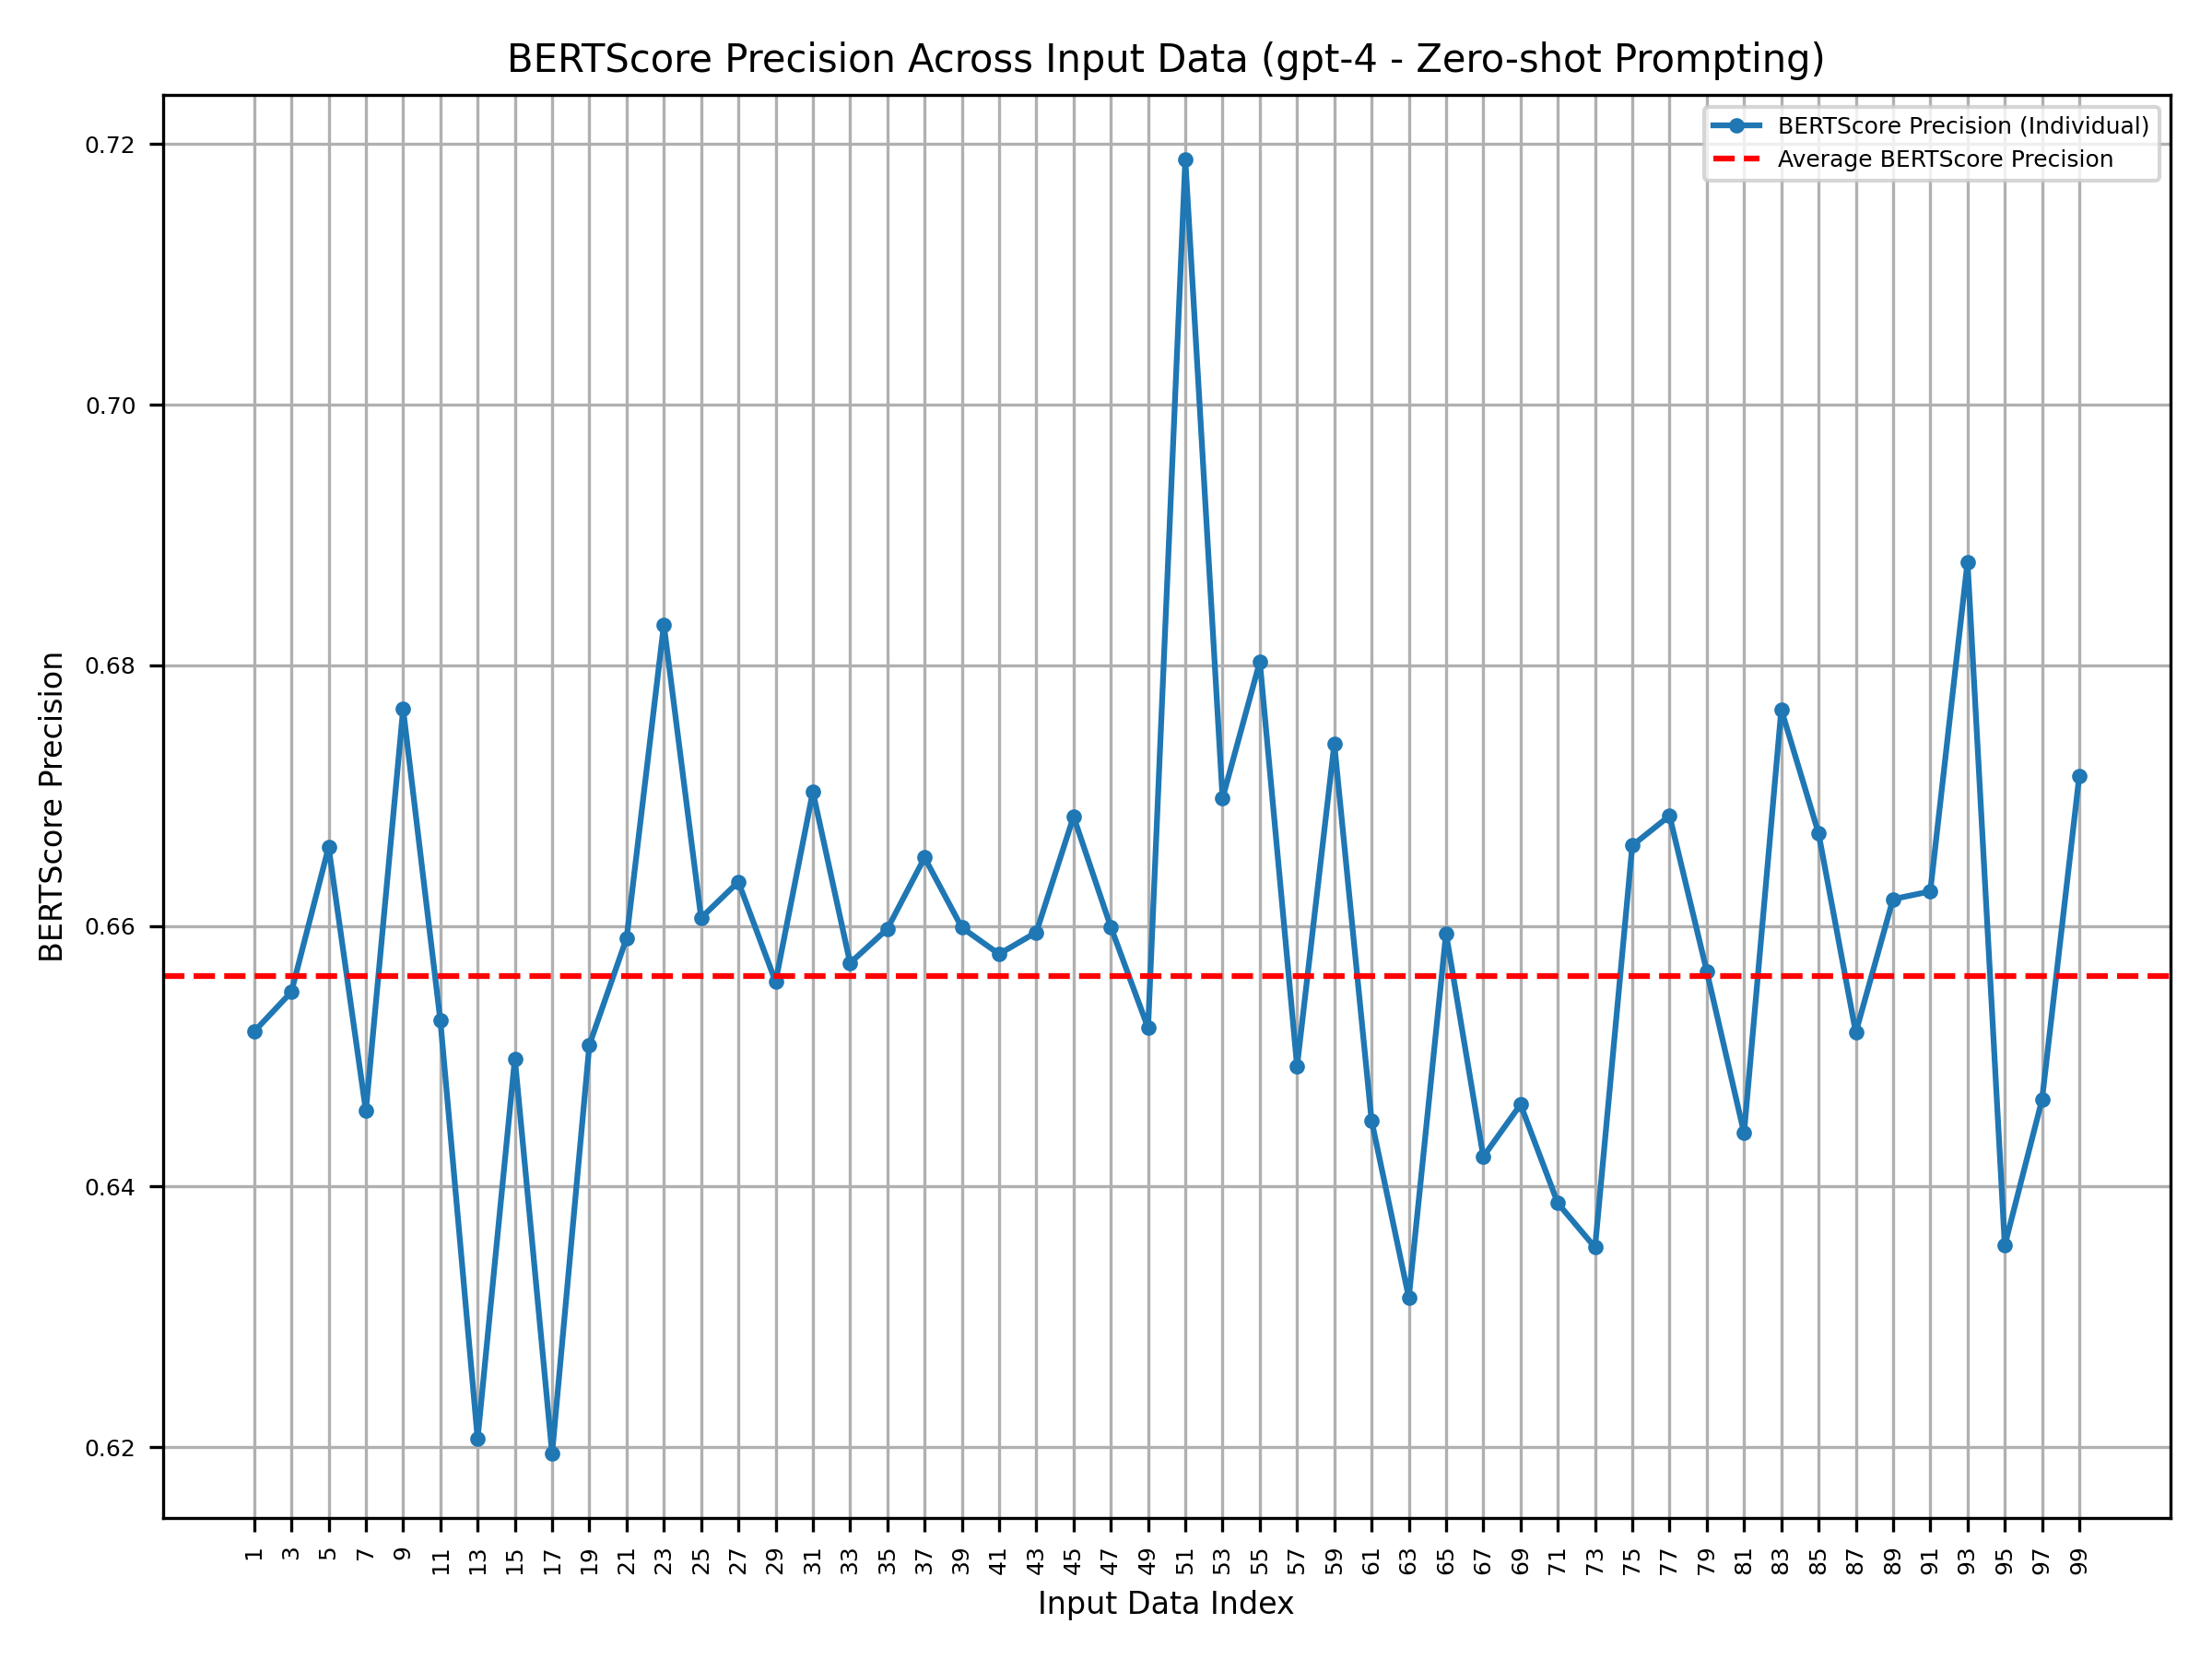 BERTScore Precision Across Input Data (gpt-4 - Zero-shot Prompting)
BERTScore Precision (Individual)
Average BERTScore Precision
BERTScore Precision
0.72
0.70
0.68
0.66
0.64
0.62
1 3 5 7 9 11 13 15 17 19 21 23 25 27 29 31 33 35 37 39 41 43 45 47 49 51 53 55 57 59 61 63 65 67 69 71 73 75 77 79 81 83 85 87 89 91 93 95 97 99
Input Data Index